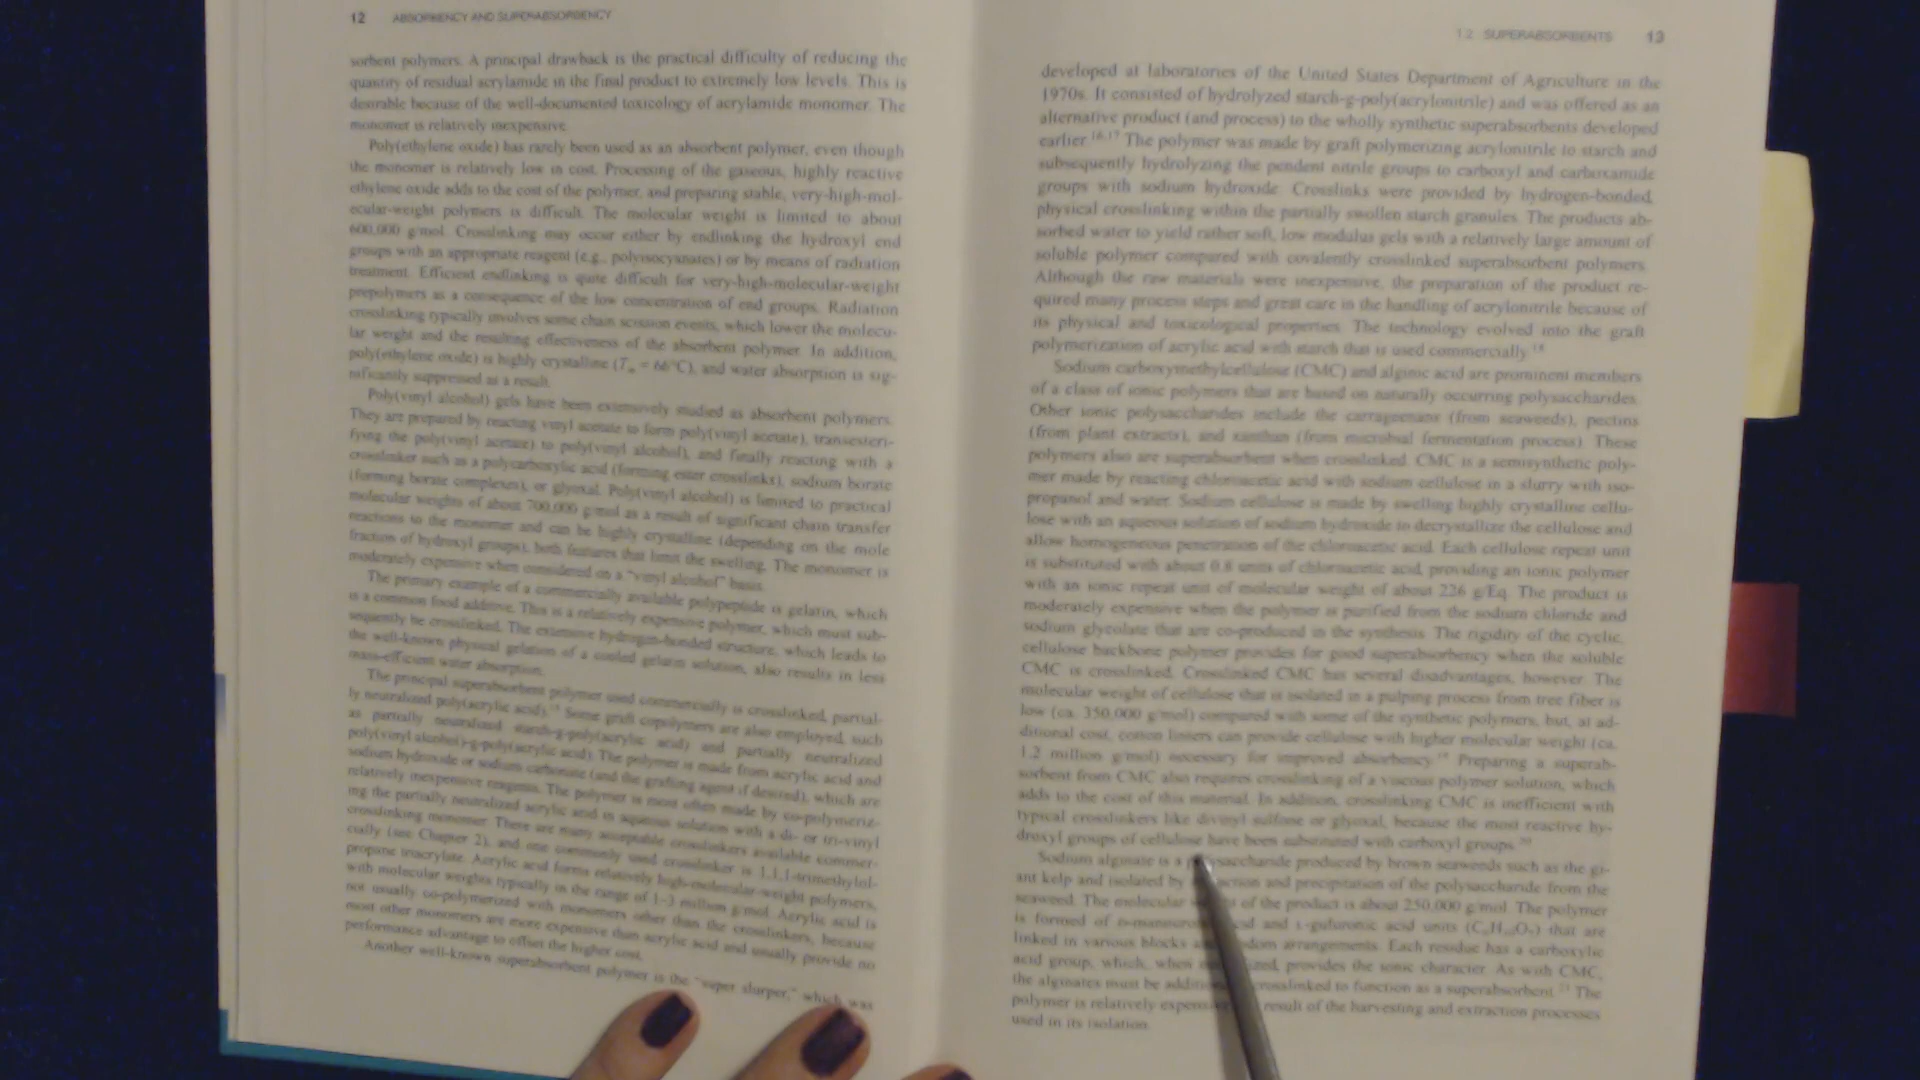 12 ABSORBENCY AND SUPERABSORBENCY
sorbent polymers. A principal drawback is the practical difficulty of reducing the
quantity of residual acrylamide in the final product to extremely low levels. This is
desirable because of the well-documented toxicology of acrylamide monomer. The
monomer is relatively inexpensive.
Poly(ethylene oxide) has rarely been used as an absorbent polymer, even though
the monomer is relatively low in cost. Processing of the gaseous, highly reactive
ethylene oxide adds to the cost of the polymer, and preparing stable, very-high-mol-
ecular-weight polymers is difficult. The molecular weight is limited to about
600,000 g/mol. Crosslinking may occur either by endlinking the hydroxyl end
groups with an appropriate reagent (e.g., polyisocyanates) or by means of radiation
treatment. Efficient endlinking is quite difficult for very-high-molecular-weight
prepolymers as a consequence of the low concentration of end groups. Radiation
crosslinking typically involves some chain scission events, which lower the molecu-
lar weight and the resulting effectiveness of the absorbent polymer. In addition,
poly(ethylene oxide) is highly crystalline (Tm = 66°C), and water absorption is sig-
nificantly suppressed as a result.
Poly(vinyl alcohol) gels have been extensively studied as absorbent polymers.
They are prepared by reacting vinyl acetate to form poly(vinyl acetate), transesteri-
fying the poly(vinyl acetate) to poly(vinyl alcohol), and finally reacting with a
crosslinker such as a polycarboxylic acid (forming ester crosslinks), sodium borate
(forming borate complexes), or glyoxal. Poly(vinyl alcohol) is limited to practical
molecular weights of about 700,000 g/mol as a result of significant chain transfer
reactions to the monomer and can be highly crystalline (depending on the mole
fraction of hydroxyl groups), both features that limit the swelling. The monomer is
moderately expensive when considered on a "vinyl alcohol" basis.
The primary example of a commercially available polypeptide is gelatin, which
is a common food additive. This is a relatively expensive polymer, which must sub-
sequently be crosslinked. The extensive hydrogen-bonded structure, which leads to
the well-known physical gelation of a cooled gelatin solution, also results in less
mass-efficient water absorption.
The principal superabsorbent polymer used commercially is crosslinked, partial-
ly neutralized poly(acrylic acid).15 Some graft copolymers are also employed, such
as partially neutralized starch-g-poly(acrylic acid) and partially neutralized
poly(vinyl alcohol)-g-poly(acrylic acid). The polymer is made from acrylic acid and
sodium hydroxide or sodium carbonate (and the grafting agent if desired), which are
relatively inexpensive reagents. The polymer is most often made by co-polymeriz-
ing the partially neutralized acrylic acid in aqueous solution with a di- or tri-vinyl
crosslinking monomer. There are many acceptable crosslinkers available commer-
cially (see Chapter 2), and one commonly used crosslinker is 1,1,1-trimethylol-
propane triacrylate. Acrylic acid forms relatively high-molecular-weight polymers,
with molecular weights typically in the range of 1–3 million g/mol. Acrylic acid is
not usually co-polymerized with monomers other than the crosslinkers, because
most other monomers are more expensive than acrylic acid and usually provide no
performance advantage to offset the higher cost.
Another well-known superabsorbent polymer is the "super slurper," which was
1.2 SUPERABSORBENTS 13
developed at laboratories of the United States Department of Agriculture in the
1970s. It consisted of hydrolyzed starch-g-poly(acrylonitrile) and was offered as an
alternative product (and process) to the wholly synthetic superabsorbents developed
earlier.16,17 The polymer was made by graft polymerizing acrylonitrile to starch and
subsequently hydrolyzing the pendent nitrile groups to carboxyl and carboxamide
groups with sodium hydroxide. Crosslinks were provided by hydrogen-bonded,
physical crosslinking within the partially swollen starch granules. The products ab-
sorbed water to yield rather soft, low modulus gels with a relatively large amount of
soluble polymer compared with covalently crosslinked superabsorbent polymers.
Although the raw materials were inexpensive, the preparation of the product re-
quired many process steps and great care in the handling of acrylonitrile because of
its physical and toxicological properties. The technology evolved into the graft
polymerization of acrylic acid with starch that is used commercially.18
Sodium carboxymethylcellulose (CMC) and alginic acid are prominent members
of a class of ionic polymers that are based on naturally occurring polysaccharides.
Other ionic polysaccharides include the carrageenans (from seaweeds), pectins
(from plant extracts), and xanthan (from microbial fermentation process). These
polymers also are superabsorbent when crosslinked. CMC is a semisynthetic poly-
mer made by reacting chloroacetic acid with sodium cellulose in a slurry with iso-
propanol and water. Sodium cellulose is made by swelling highly crystalline cellu-
lose with an aqueous solution of sodium hydroxide to decrystallize the cellulose and
allow homogeneous penetration of the chloroacetic acid. Each cellulose repeat unit
is substituted with about 0.8 units of chloroacetic acid, providing an ionic polymer
with an ionic repeat unit of molecular weight of about 226 g/Eq. The product is
moderately expensive when the polymer is purified from the sodium chloride and
sodium glycolate that are co-produced in the synthesis. The rigidity of the cyclic,
cellulose backbone polymer provides for good superabsorbency when the soluble
CMC is crosslinked. Crosslinked CMC has several disadvantages, however. The
molecular weight of cellulose that is isolated in a pulping process from tree fiber is
low (ca. 350,000 g/mol) compared with some of the synthetic polymers, but, at ad-
ditional cost, cotton linters can provide cellulose with higher molecular weight (ca.
1.2 million g/mol) necessary for improved absorbency.19 Preparing a superab-
sorbent from CMC also requires crosslinking of a viscous polymer solution, which
adds to the cost of this material. In addition, crosslinking CMC is inefficient with
typical crosslinkers like divinyl sulfone or glyoxal, because the most reactive hy-
droxyl groups of cellulose have been substituted with carboxyl groups.20
Sodium alginate is a polysaccharide produced by brown seaweeds such as the gi-
ant kelp and isolated by and precipitation of the polysaccharide from the
seaweed. The molecular of the product is about 250,000 g/mol. The polymer
is formed of D-mannuronic acid and L-guluronic acid units (C6H10O7) that are
linked in various blocks arrangements. Each residue has a carboxylic
acid group, which, when provides the ionic character. As with CMC,
the alginates must be crosslinked to function as a superabsorbent.21 The
polymer is relatively result of the harvesting and extraction processes
used in its isolation.